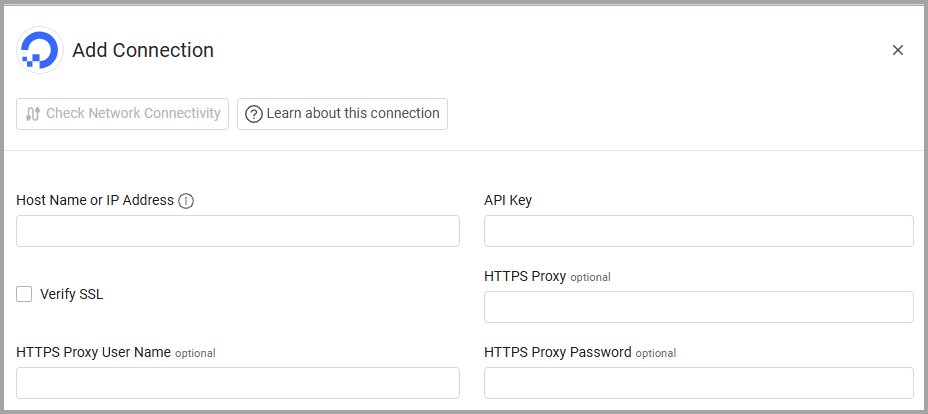 Add Connection
Check Network Connectivity
Learn about this connection
Host Name or IP Address
API Key
Verify SSL
HTTPS Proxy optional
HTTPS Proxy User Name optional
HTTPS Proxy Password optional